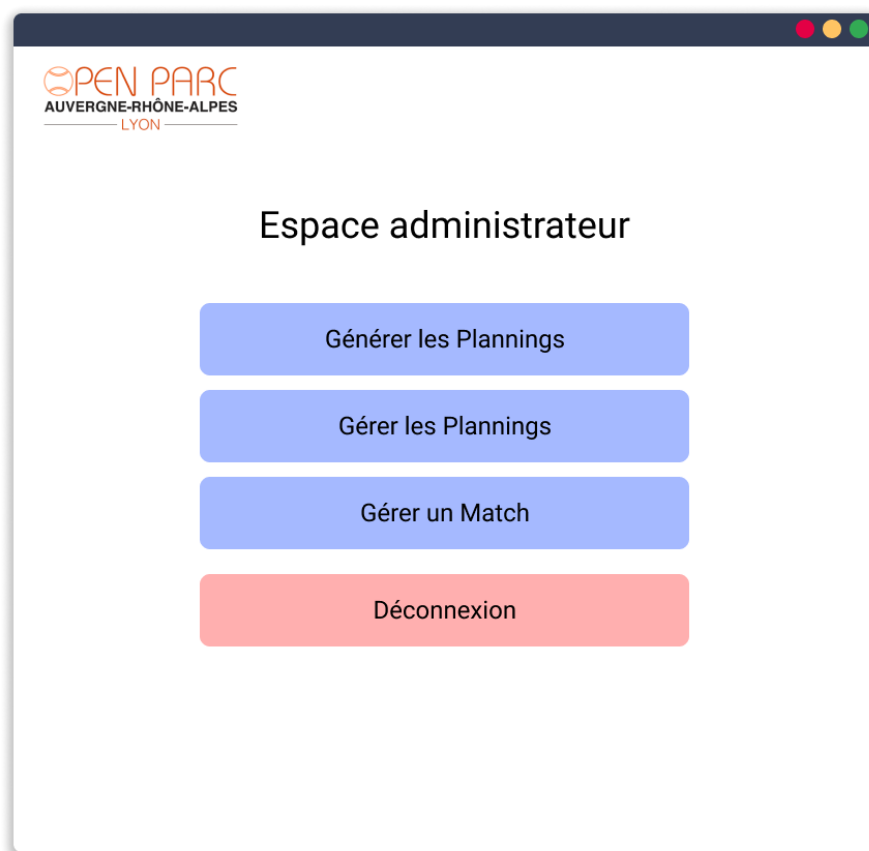 OPEN PARC
AUVERGNE-RHÔNE-ALPES
LYON
Espace administrateur
Générer les Plannings
Gérer les Plannings
Gérer un Match
Déconnexion